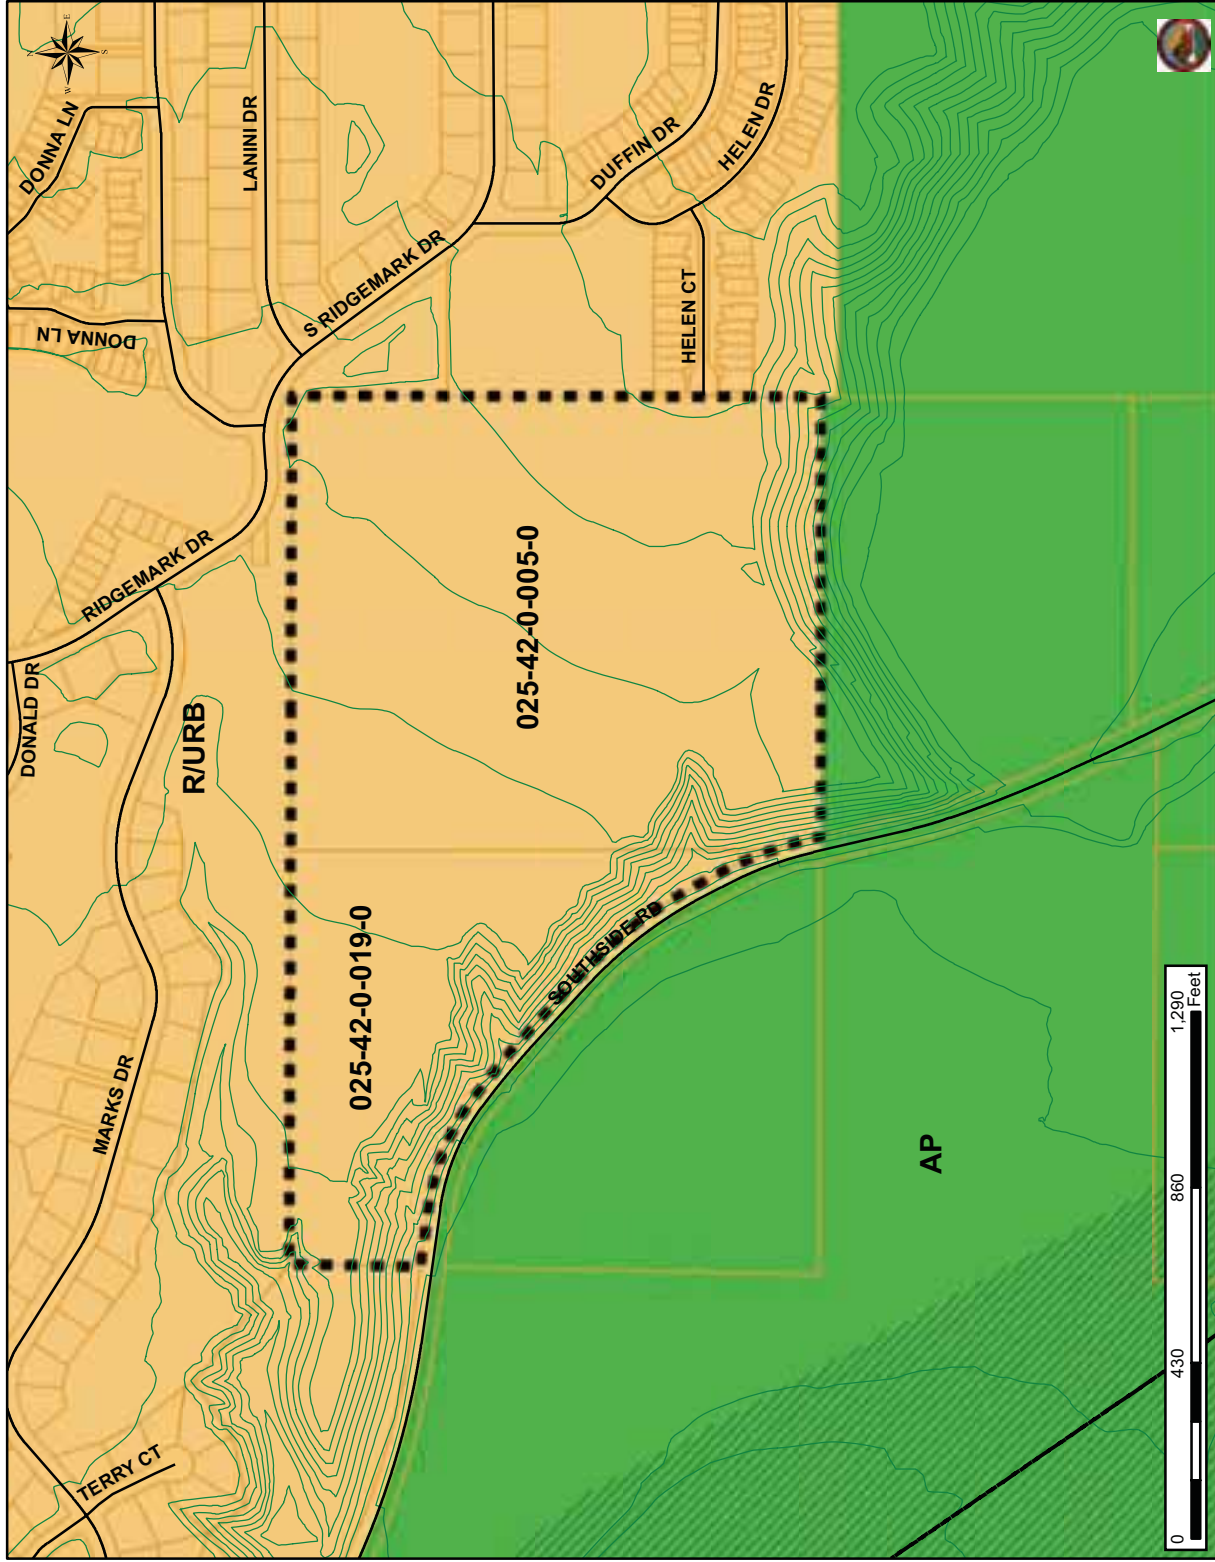 N
E
S
W
DONNA LN
LANINI DR
DONNA LN
S RIDGEMARK DR
DUFFIN DR
HELEN DR
HELEN CT
RIDGEMARK DR
DONALD DR
R/URB
025-42-0-005-0
MARKS DR
025-42-0-019-0
SOUTHSIDE RD
AP
TERRY CT
0 430 860 1,290
Feet